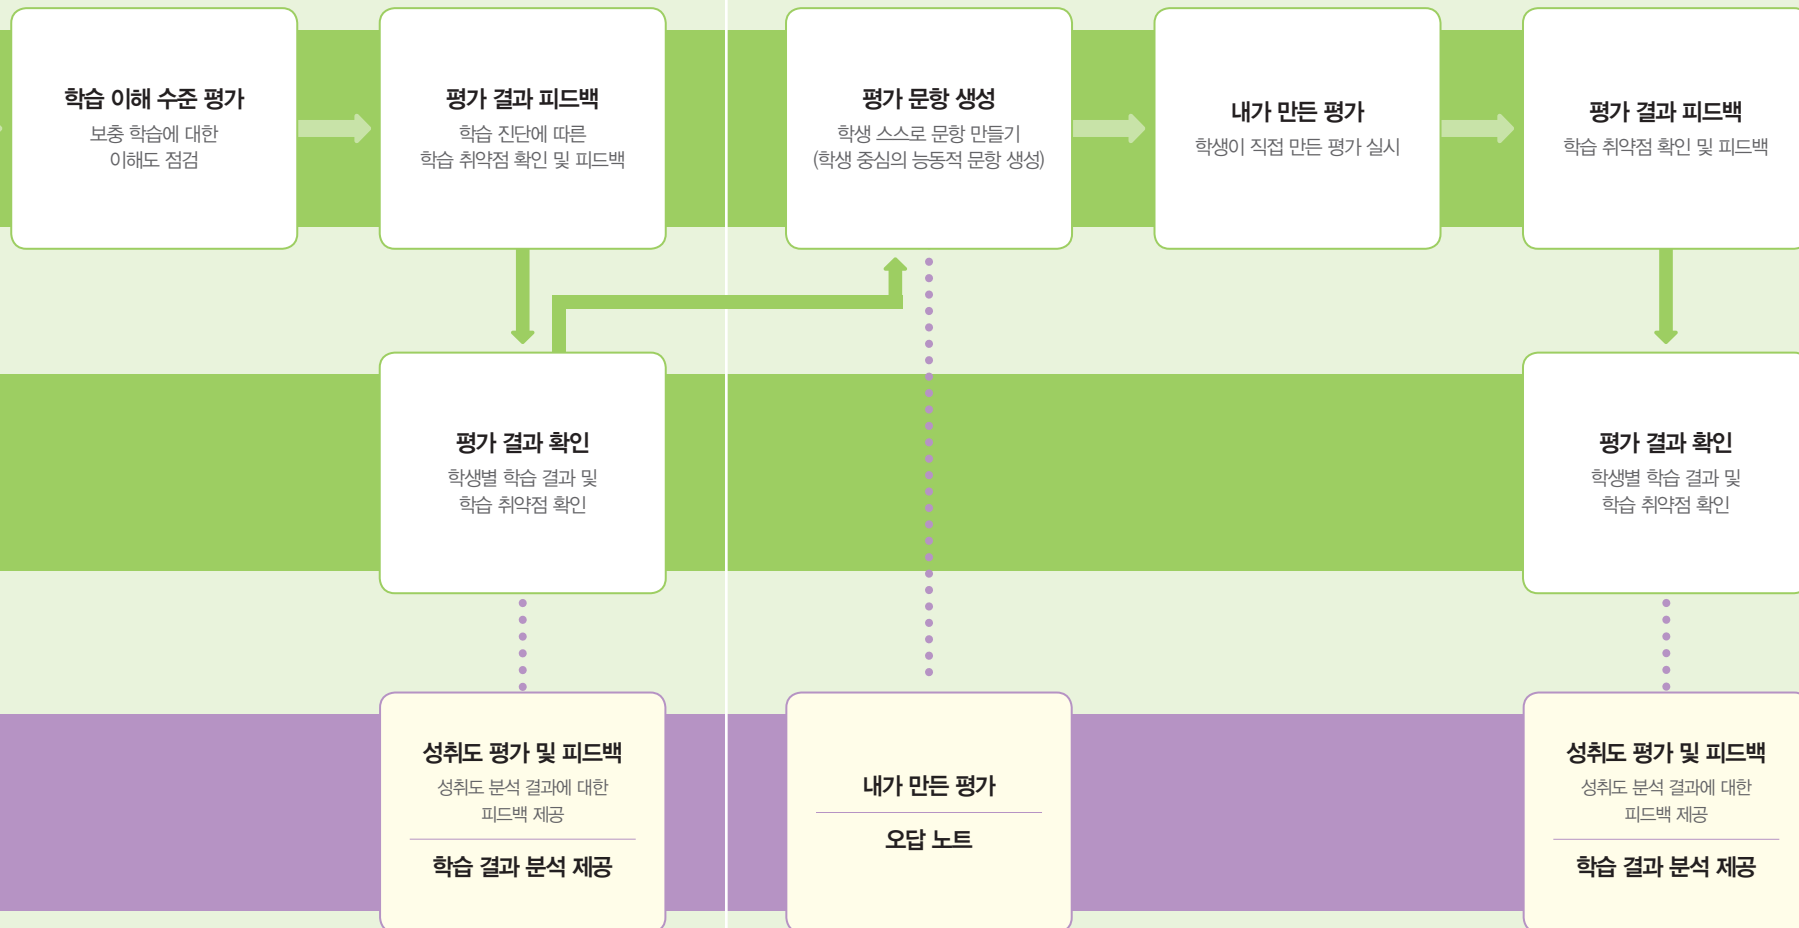 학습 이해 수준 평가
보충 학습에 대한
이해도 점검
평가 결과 피드백
학습 진단에 따른
학습 취약점 확인 및 피드백
평가 문항 생성
학생 스스로 문항 만들기
(학생 중심의 능동적 문항 생성)
내가 만든 평가
학생이 직접 만든 평가 실시
평가 결과 피드백
학습 취약점 확인 및 피드백
평가 결과 확인
학생별 학습 결과 및
학습 취약점 확인
평가 결과 확인
학생별 학습 결과 및
학습 취약점 확인
성취도 평가 및 피드백
성취도 분석 결과에 대한
피드백 제공
학습 결과 분석 제공
내가 만든 평가
오답 노트
성취도 평가 및 피드백
성취도 분석 결과에 대한
피드백 제공
학습 결과 분석 제공